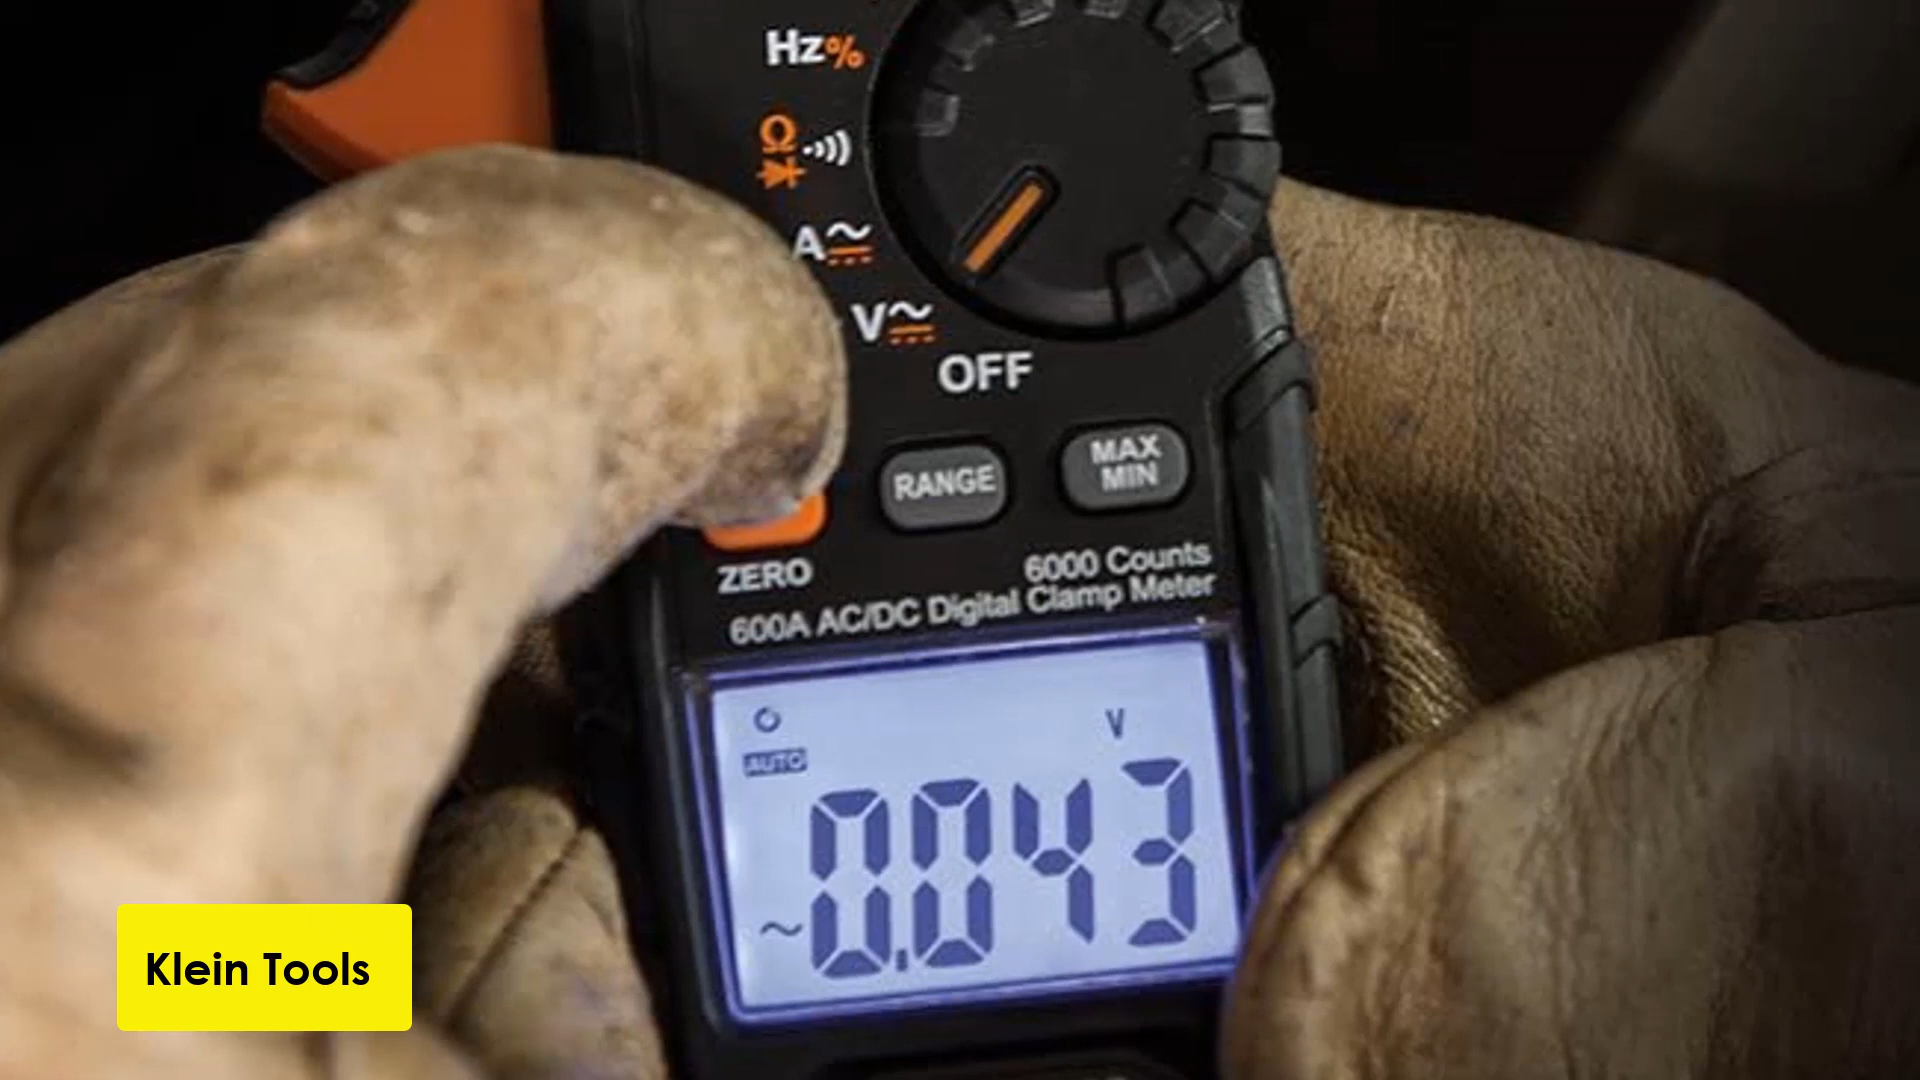 Hz%
Ω
A
V
OFF
RANGE
MAX
MIN
ZERO
6000 Counts
600A AC/DC Digital Clamp Meter
V
AUTO
~0.043
Klein Tools